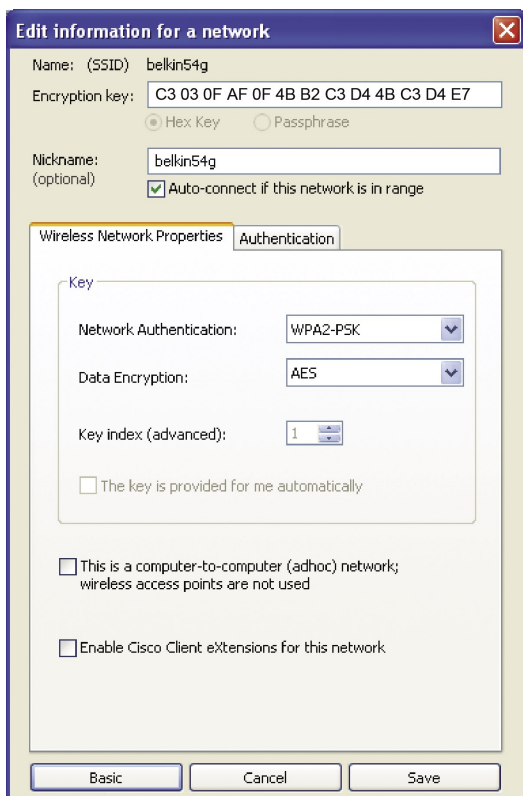 Edit information for a network
Name: (SSID) belkin54g
Encryption key: C3 03 0F AF 0F 4B B2 C3 D4 4B C3 D4 E7
Hex Key Passphrase
Nickname: belkin54g
(optional)
Auto-connect if this network is in range
Wireless Network Properties Authentication
Key
Network Authentication: WPA2-PSK
Data Encryption: AES
Key index (advanced): 1
The key is provided for me automatically
This is a computer-to-computer (adhoc) network;
wireless access points are not used
Enable Cisco Client eXtensions for this network
Basic Cancel Save